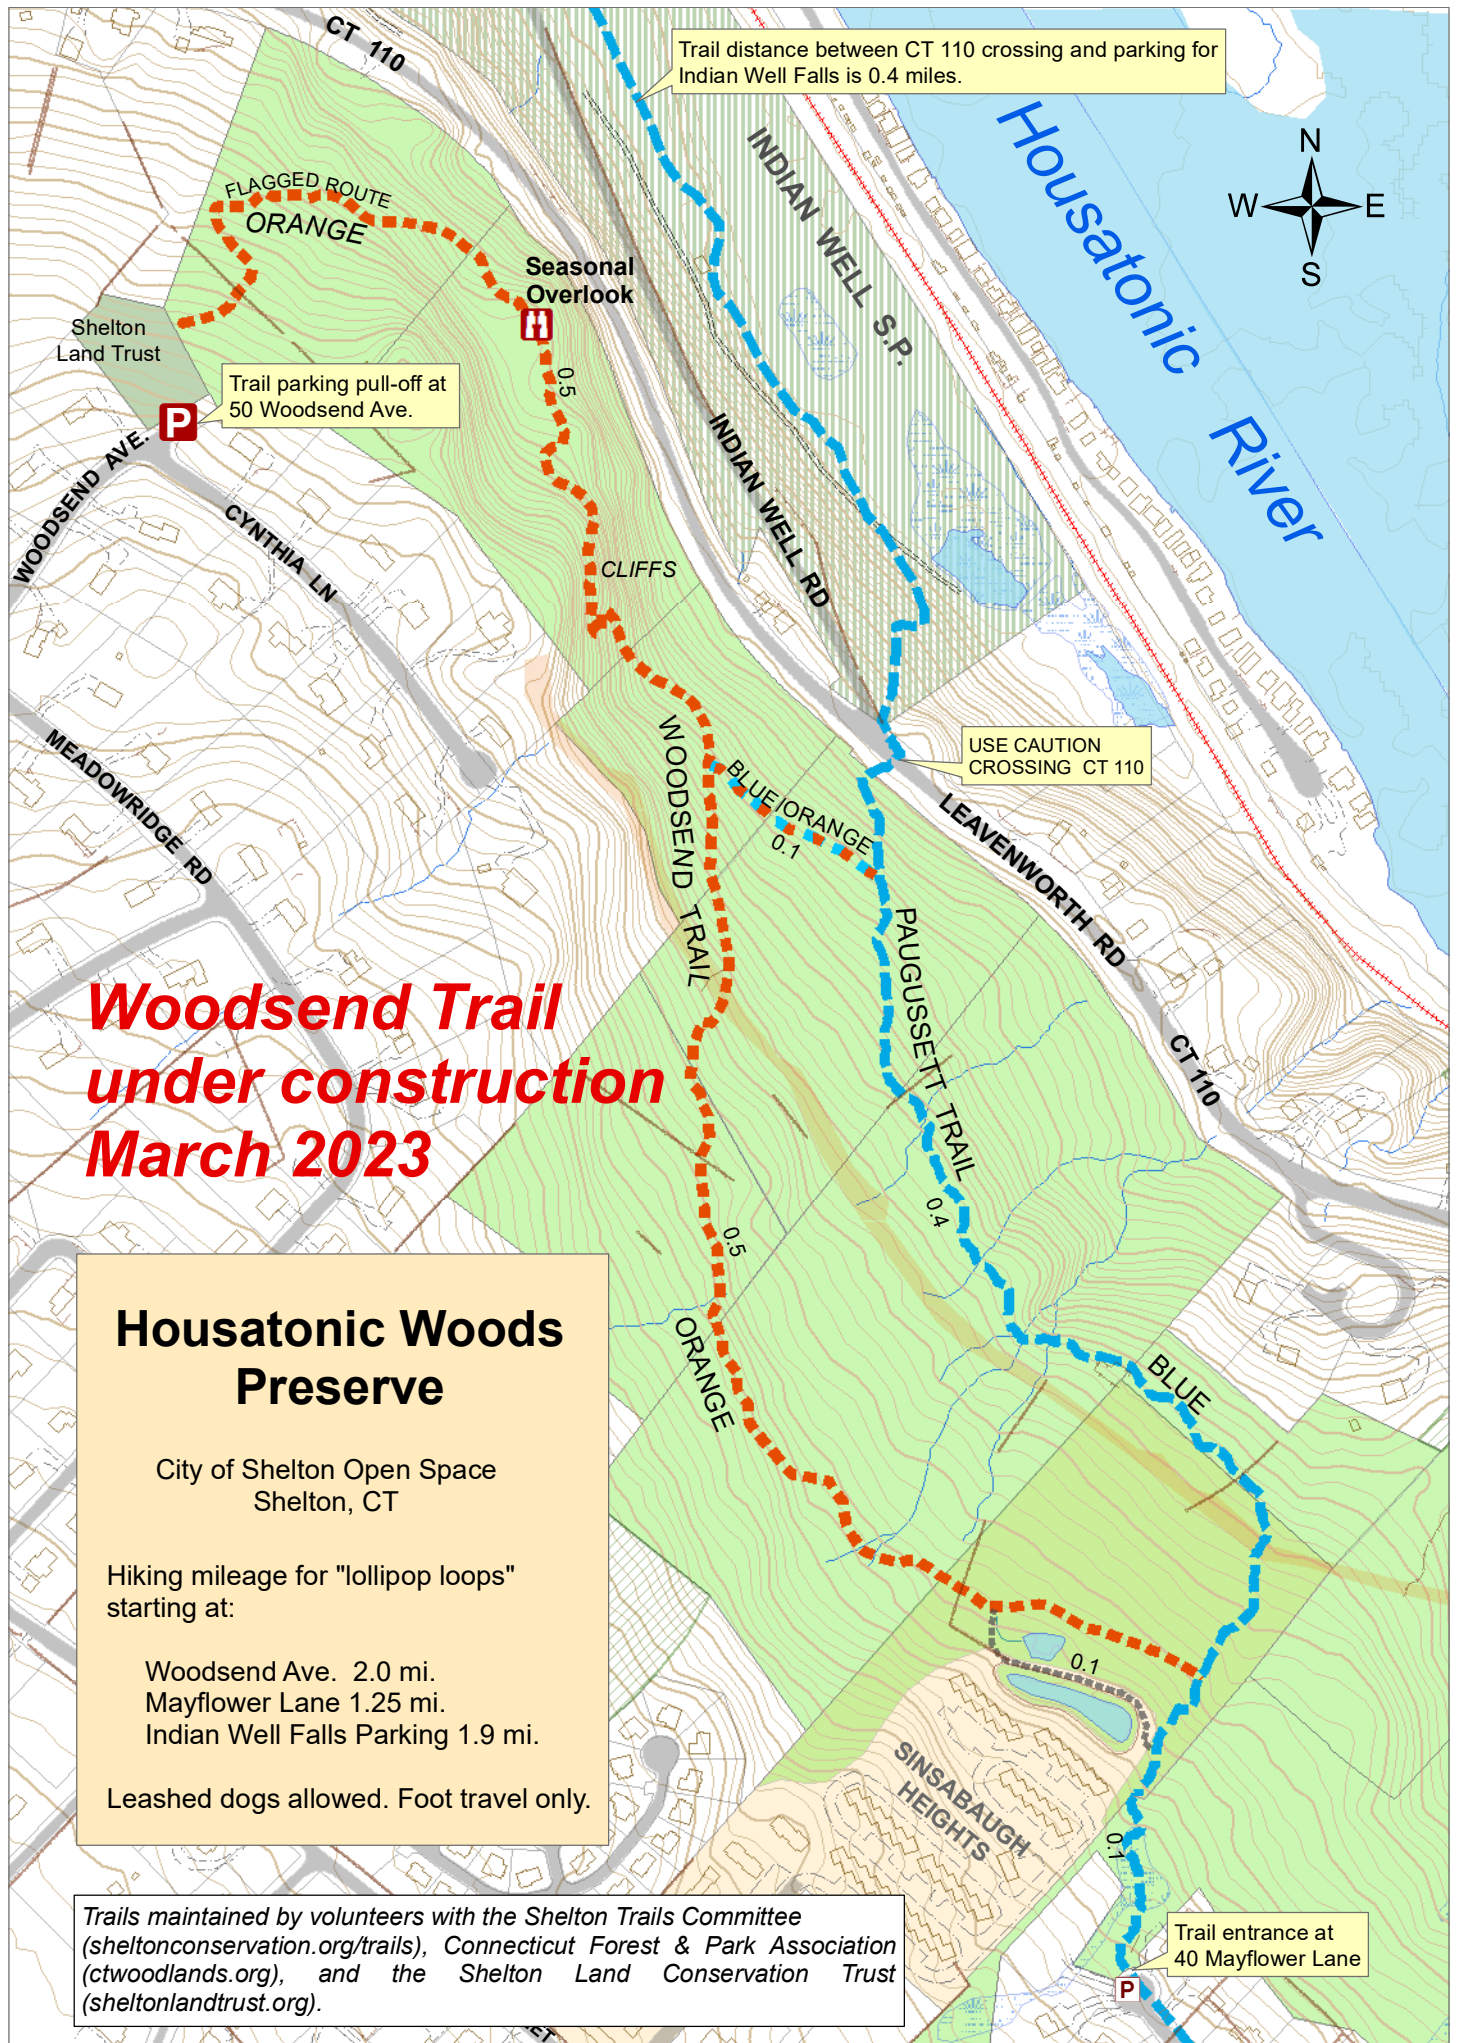 CT 110
Trail distance between CT 110 crossing and parking for
Indian Well Falls is 0.4 miles.
Housatonic
River
N
W E
S
INDIAN WELL S.P.
FLAGGED ROUTE
ORANGE
Seasonal
Overlook
Shelton
Land Trust
Trail parking pull-off at
50 Woodsend Ave.
P
0.5
WOODSEND AVE.
CYNTHIA LN
INDIAN WELL RD
CLIFFS
MEADOWRIDGE RD
WOODSEND TRAIL
BLUE/ORANGE
0.1
USE CAUTION
CROSSING CT 110
LEAVENWORTH RD
CT 110
PAUGUSSETT TRAIL
0.4
Woodsend Trail
under construction
March 2023
0.5
ORANGE
BLUE
Housatonic Woods
Preserve
City of Shelton Open Space
Shelton, CT
Hiking mileage for "lollipop loops"
starting at:
Woodsend Ave. 2.0 mi.
Mayflower Lane 1.25 mi.
Indian Well Falls Parking 1.9 mi.
Leashed dogs allowed. Foot travel only.
0.1
SINSABAUGH
HEIGHTS
0.1
Trail entrance at
40 Mayflower Lane
P
Trails maintained by volunteers with the Shelton Trails Committee
(sheltonconservation.org/trails), Connecticut Forest & Park Association
(ctwoodlands.org), and the Shelton Land Conservation Trust
(sheltonlandtrust.org).